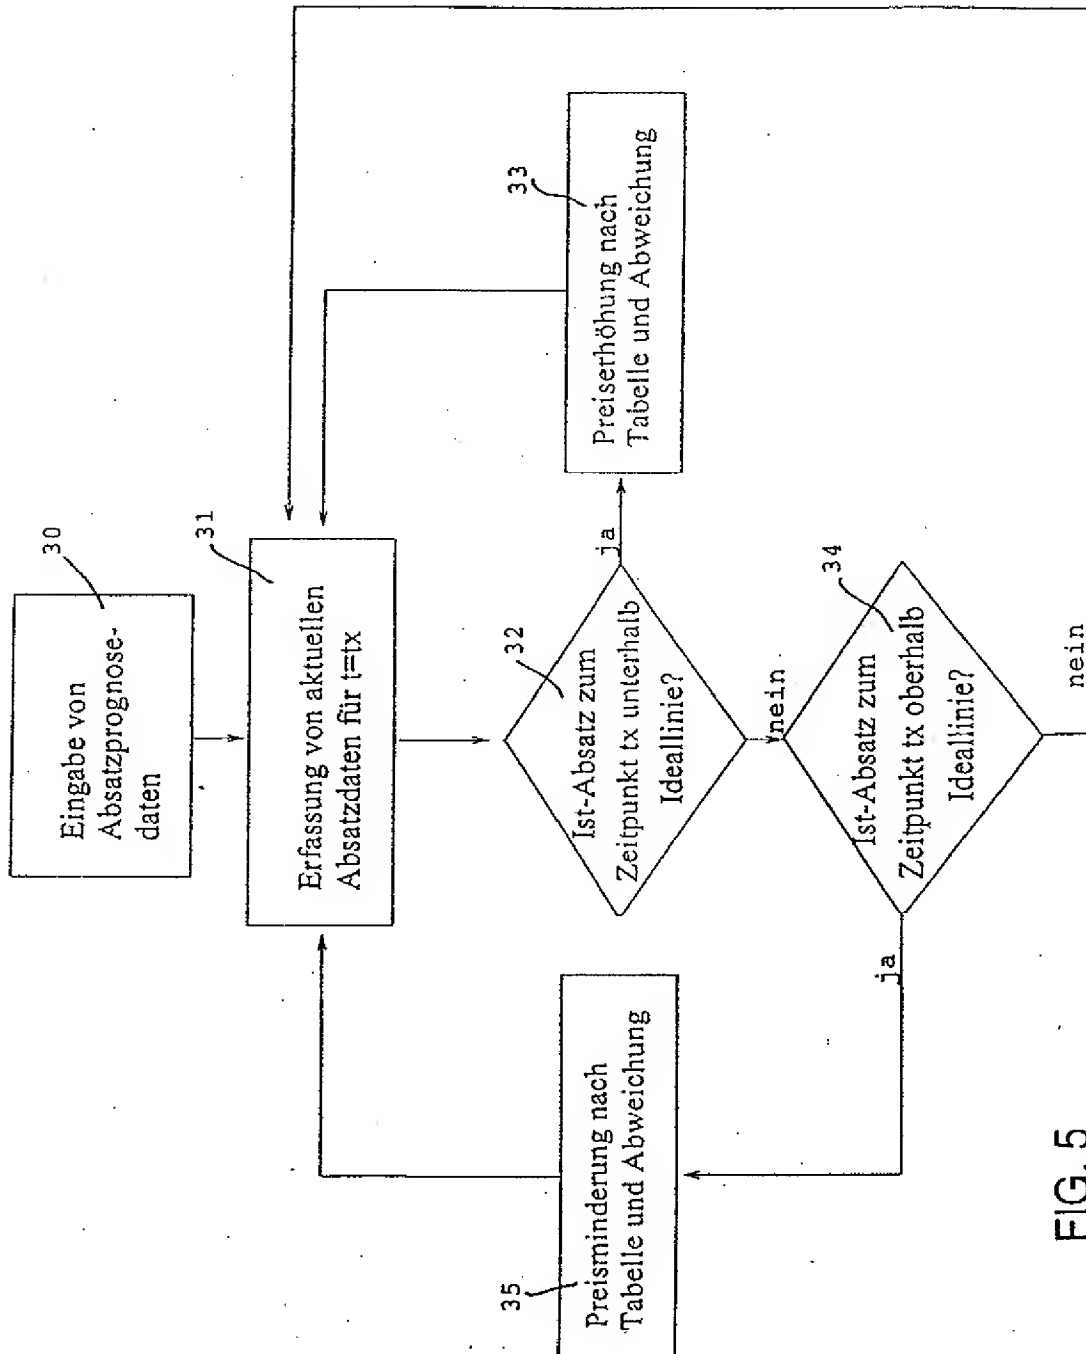 30
Eingabe von
Absatzprognose-
daten
31
Erfassung von aktuellen
Absatzdaten für t=tx
32
Ist-Absatz zum
Zeitpunkt tx unterhalb
Ideallinie?
ja
33
Preiserhöhung nach
Tabelle und Abweichung
nein
34
Ist-Absatz zum
Zeitpunkt tx oberhalb
Ideallinie?
ja
nein
35
Preisminderung nach
Tabelle und Abweichung
FIG. 5